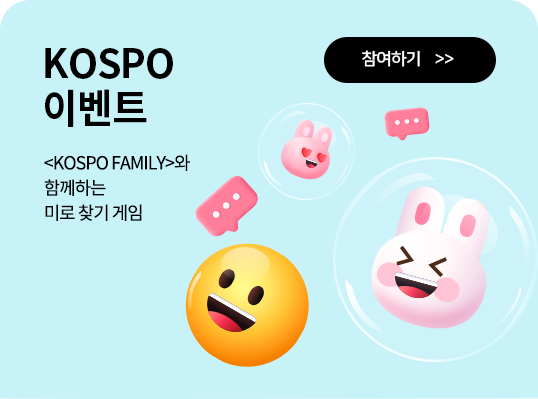 KOSPO
이벤트
참여하기 >>
<KOSPO FAMILY>와
함께하는
미로 찾기 게임